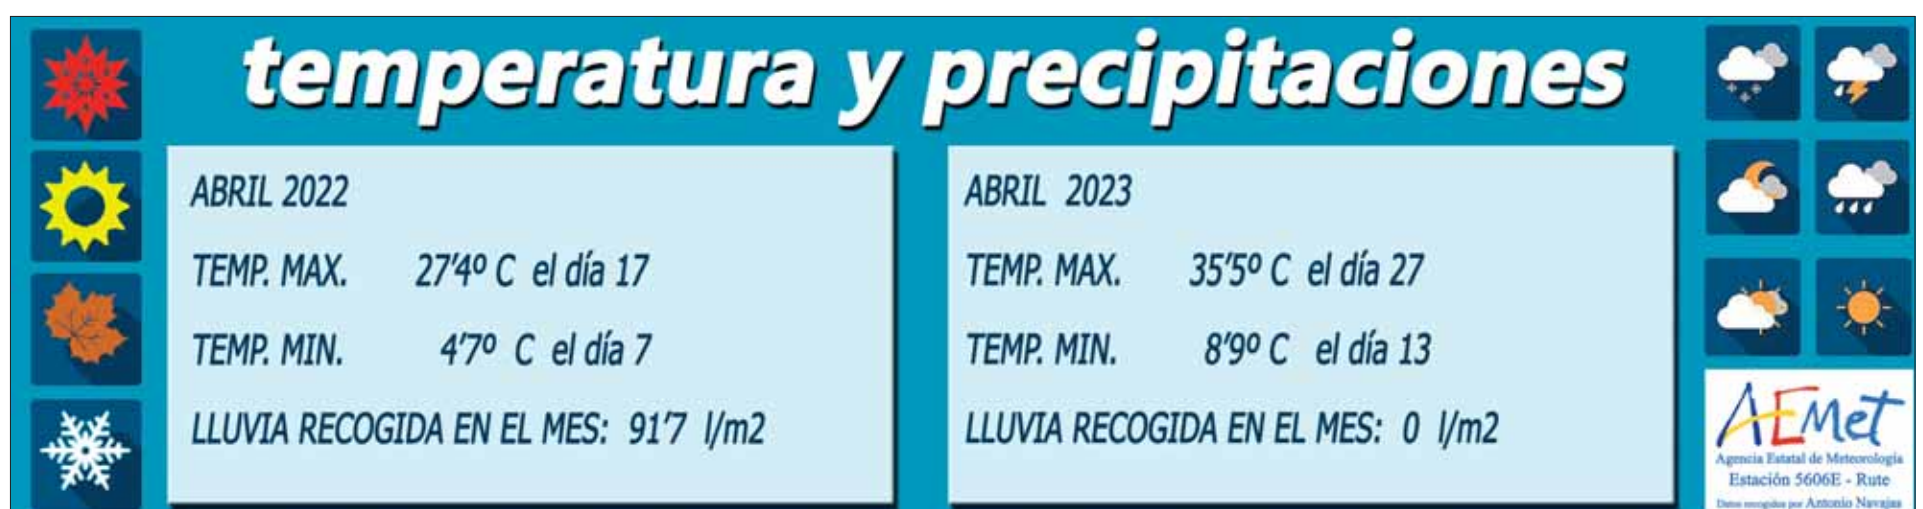 temperatura y precipitaciones
ABRIL 2022
TEMP. MAX. 27'4º C el día 17
TEMP. MIN. 4'7º C el día 7
LLUVIA RECOGIDA EN EL MES: 91'7 l/m2
ABRIL 2023
TEMP. MAX. 35'5º C el día 27
TEMP. MIN. 8'9º C el día 13
LLUVIA RECOGIDA EN EL MES: 0 l/m2
AEMet
Agencia Estatal de Meteorología
Estación 5606E - Rute
Datos recogidos por Antonio Navajas